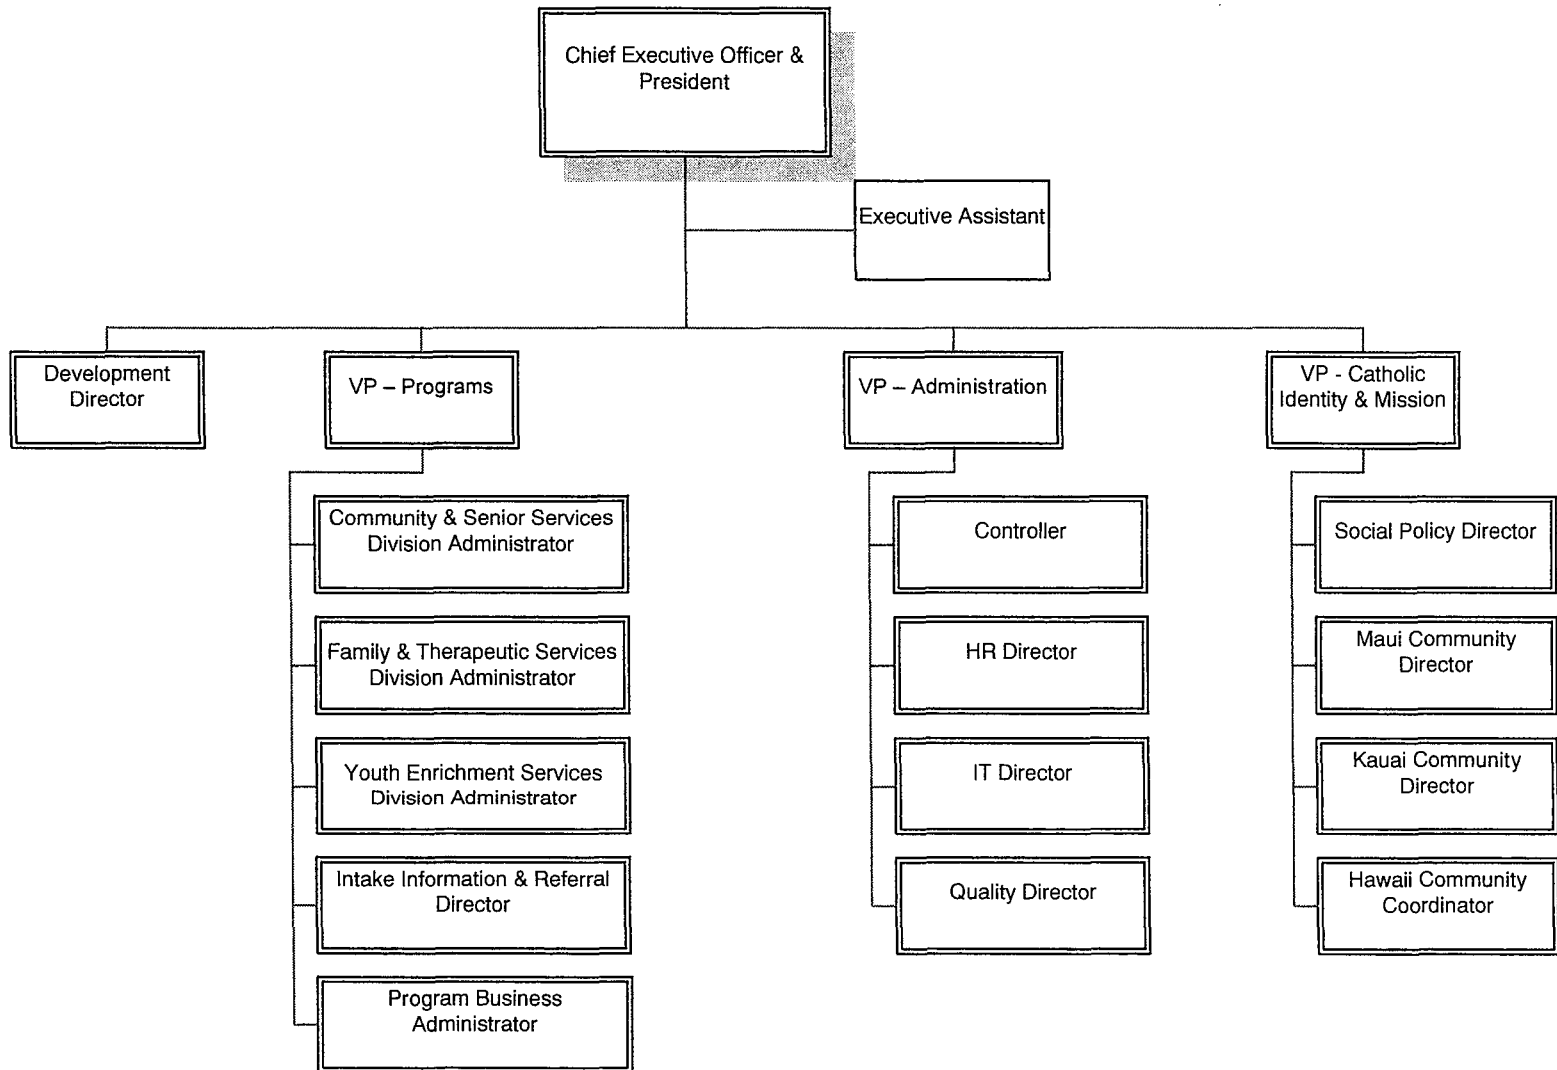 Chief Executive Officer &
President
Executive Assistant
Development
Director
VP – Programs
VP – Administration
VP - Catholic
Identity & Mission
Community & Senior Services
Division Administrator
Family & Therapeutic Services
Division Administrator
Youth Enrichment Services
Division Administrator
Intake Information & Referral
Director
Program Business
Administrator
Controller
HR Director
IT Director
Quality Director
Social Policy Director
Maui Community
Director
Kauai Community
Director
Hawaii Community
Coordinator